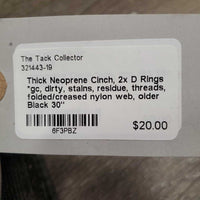 The Tack Collector
321443-19
Thick Neoprene Cinch, 2x D Rings
"gc, dirty, stains, residue, threads,
folded/creased nylon web, older
Black 30"
6F3PBZ
$20.00